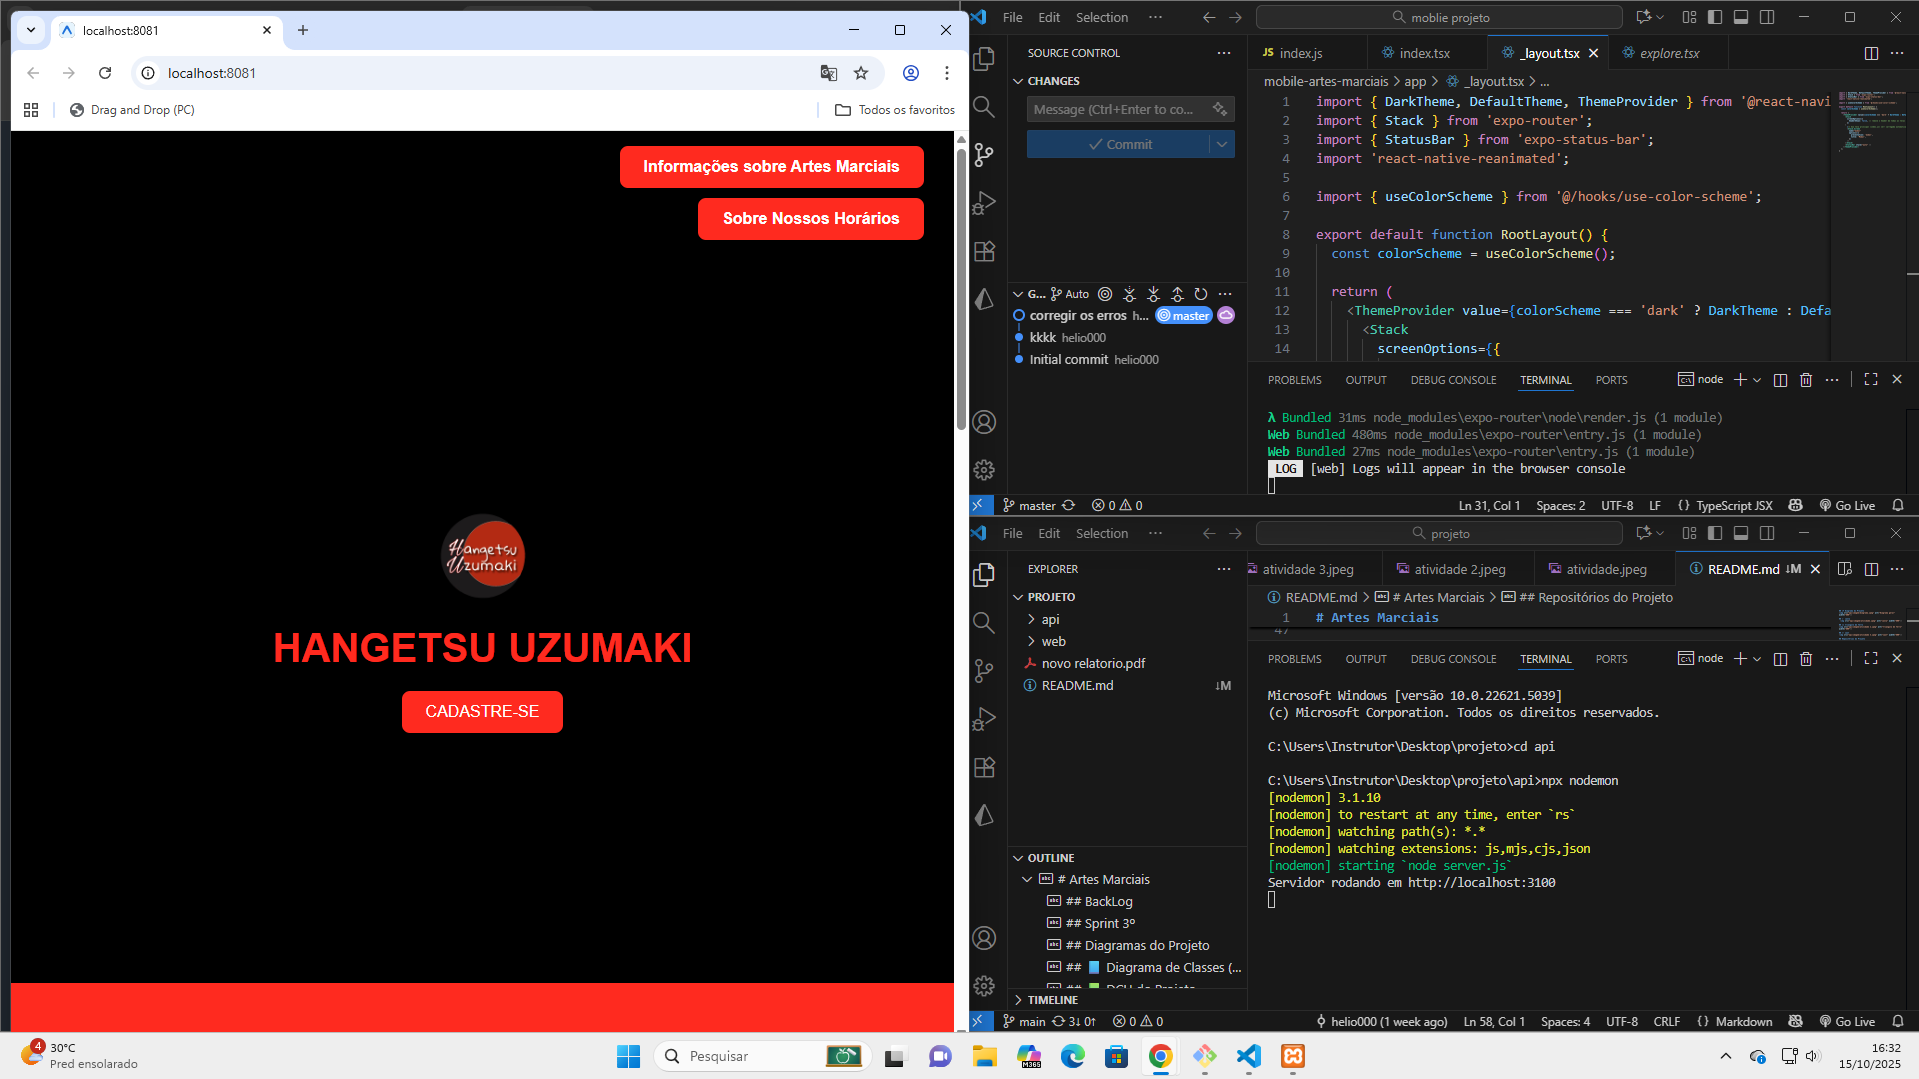 localhost:8081
localhost:8081
Drag and Drop (PC)
Todos os favoritos
Informações sobre Artes Marciais
Sobre Nossos Horários
Hangetsu
Uzumaki
HANGETSU UZUMAKI
CADASTRE-SE
File Edit Selection ··· moblie projeto
SOURCE CONTROL
CHANGES
Message (Ctrl+Enter to co...
Commit
G... Auto
corregir os erros h... master
kkkk helio000
Initial commit helio000
index.js index.tsx _layout.tsx explore.tsx
mobile-artes-marciais > app > _layout.tsx > ...
1 import { DarkTheme, DefaultTheme, ThemeProvider } from '@react-navi
2 import { Stack } from 'expo-router';
3 import { StatusBar } from 'expo-status-bar';
4 import 'react-native-reanimated';
5
6 import { useColorScheme } from '@/hooks/use-color-scheme';
7
8 export default function RootLayout() {
9 const colorScheme = useColorScheme();
10
11 return (
12 <ThemeProvider value={colorScheme === 'dark' ? DarkTheme : Defa
13 <Stack
14 screenOptions={{
PROBLEMS OUTPUT DEBUG CONSOLE TERMINAL PORTS node
λ Bundled 31ms node_modules\expo-router\node\render.js (1 module)
Web Bundled 480ms node_modules\expo-router\entry.js (1 module)
Web Bundled 27ms node_modules\expo-router\entry.js (1 module)
LOG [web] Logs will appear in the browser console
master 0 0 Ln 31, Col 1 Spaces: 2 UTF-8 LF {} TypeScript JSX Go Live
File Edit Selection ··· projeto
EXPLORER
PROJETO
api
web
novo relatorio.pdf
README.md ↓M
OUTLINE
# Artes Marciais
## BackLog
## Sprint 3º
## Diagramas do Projeto
## 📘 Diagrama de Classes (...
TIMELINE
atividade 3.jpeg atividade 2.jpeg atividade.jpeg README.md ↓M
README.md > # Artes Marciais > ## Repositórios do Projeto
1 # Artes Marciais
47
PROBLEMS OUTPUT DEBUG CONSOLE TERMINAL PORTS node
Microsoft Windows [versão 10.0.22621.5039]
(c) Microsoft Corporation. Todos os direitos reservados.
C:\Users\Instrutor\Desktop\projeto>cd api
C:\Users\Instrutor\Desktop\projeto\api>npx nodemon
[nodemon] 3.1.10
[nodemon] to restart at any time, enter `rs`
[nodemon] watching path(s): *.*
[nodemon] watching extensions: js,mjs,cjs,json
[nodemon] starting `node server.js`
Servidor rodando em http://localhost:3100
main 3↓ 0↑ 0 0 helio000 (1 week ago) Ln 58, Col 1 Spaces: 4 UTF-8 CRLF {} Markdown Go Live
4
30°C
Pred ensolarado
Pesquisar
M365
16:32
15/10/2025